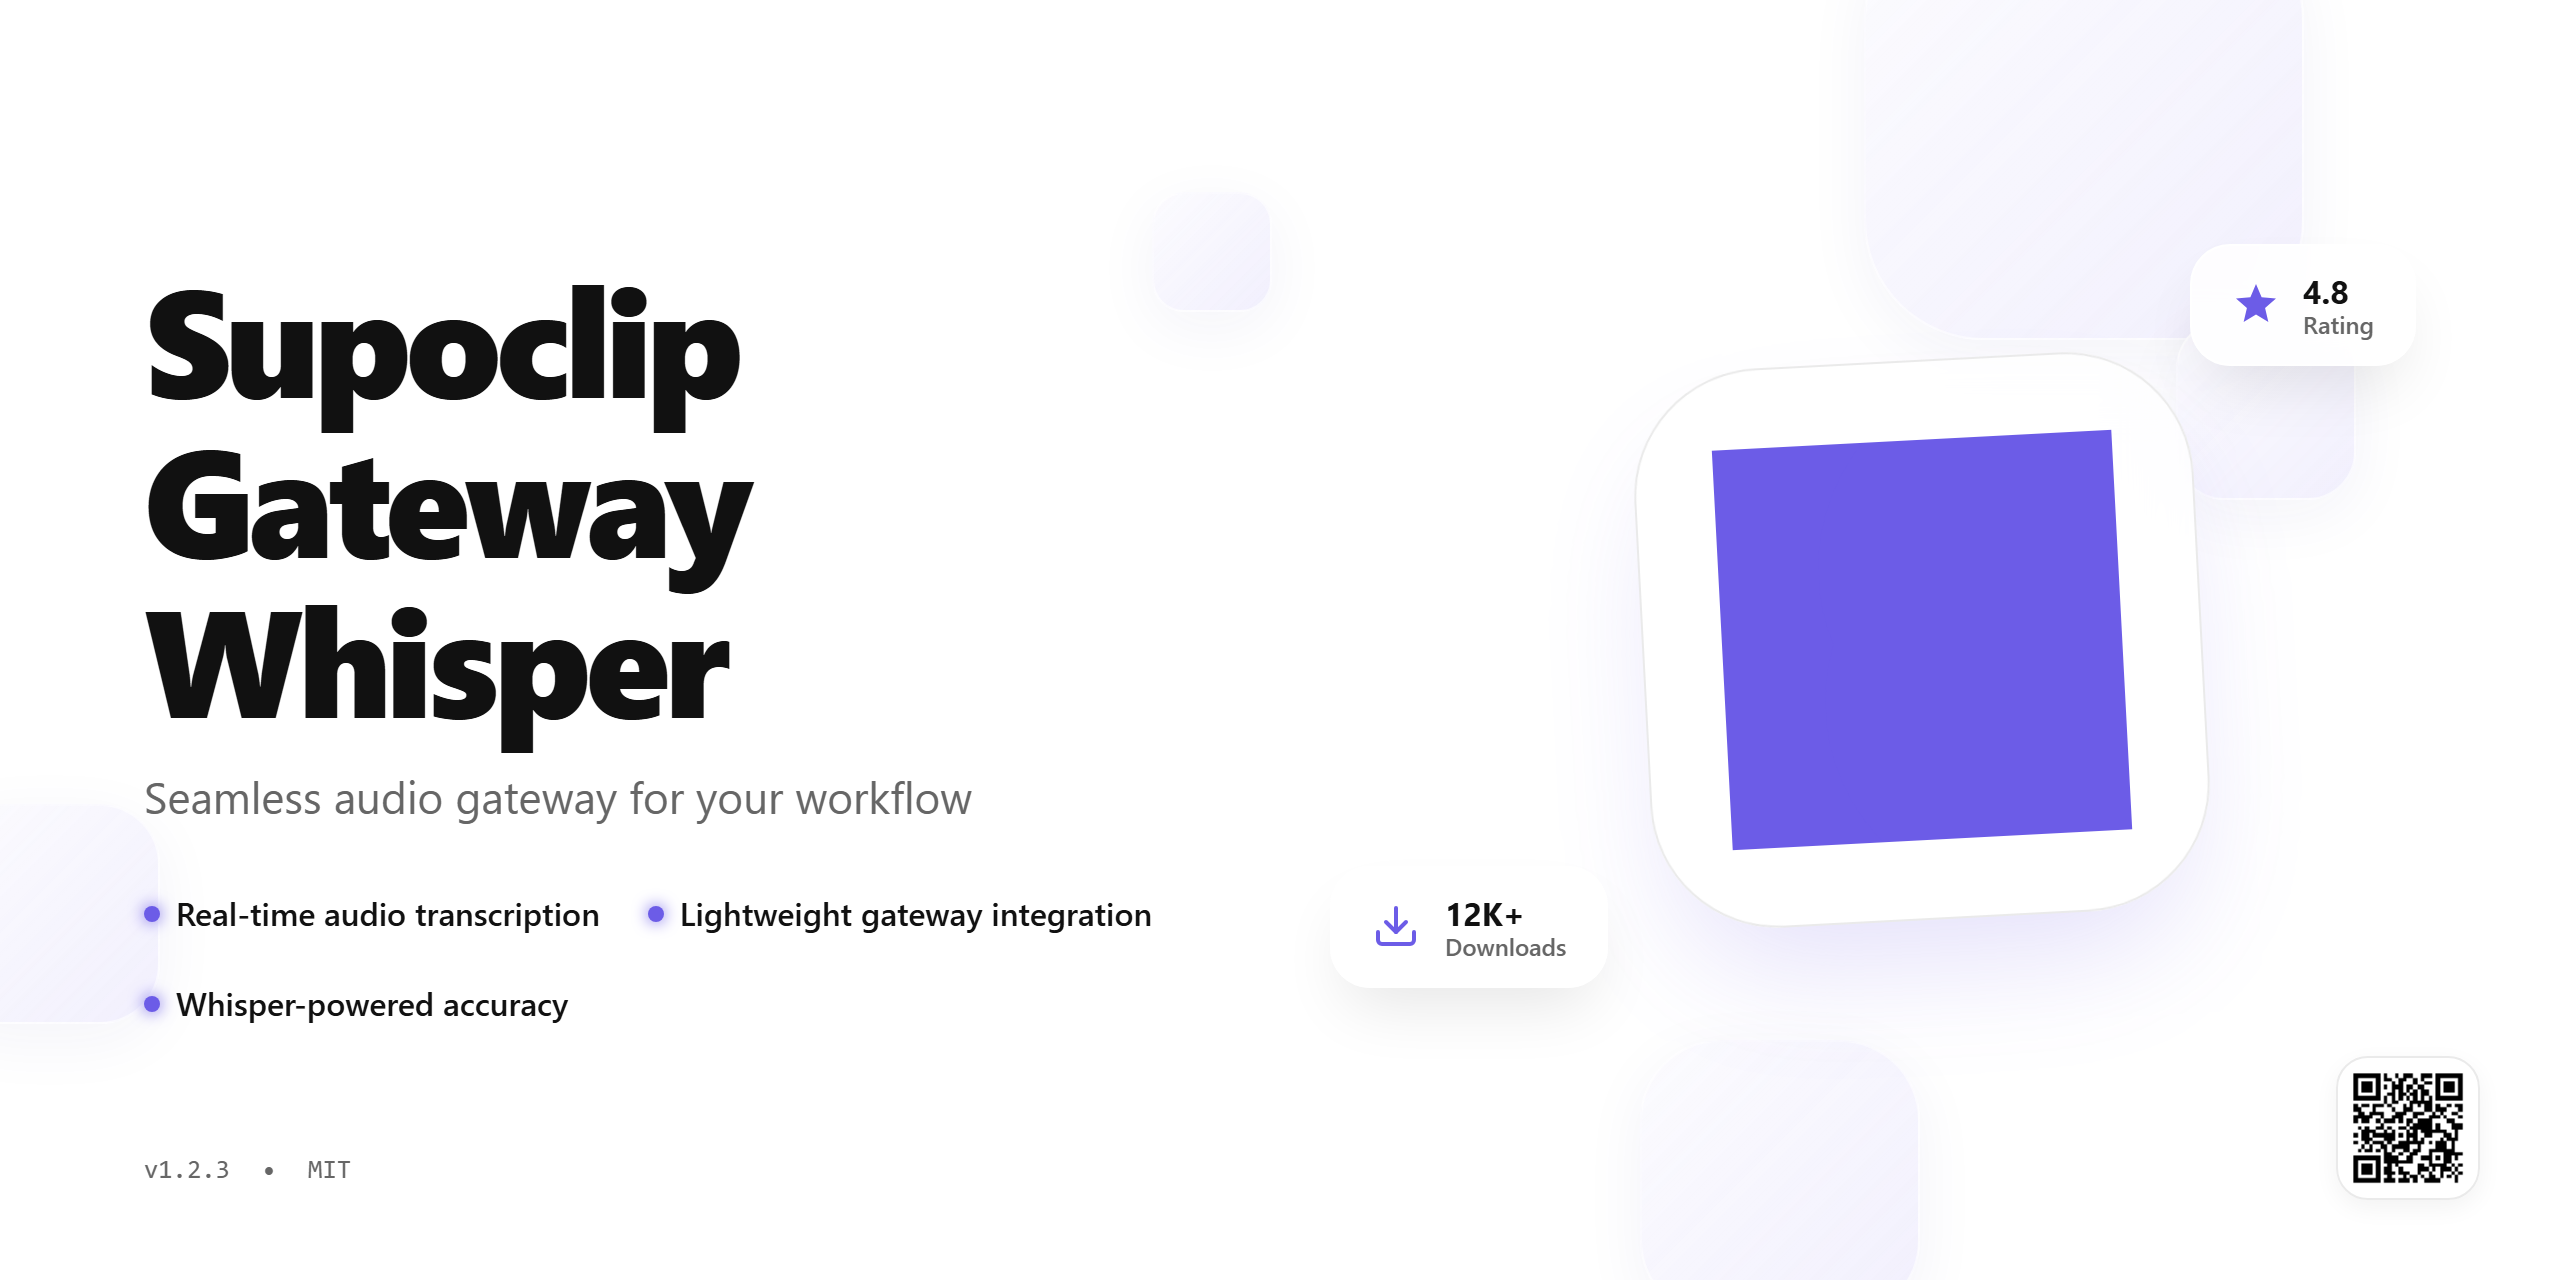 Supoclip
Gateway
Whisper
Seamless audio gateway for your workflow
Real-time audio transcription
Lightweight gateway integration
Whisper-powered accuracy
v1.2.3 • MIT
4.8
Rating
12K+
Downloads